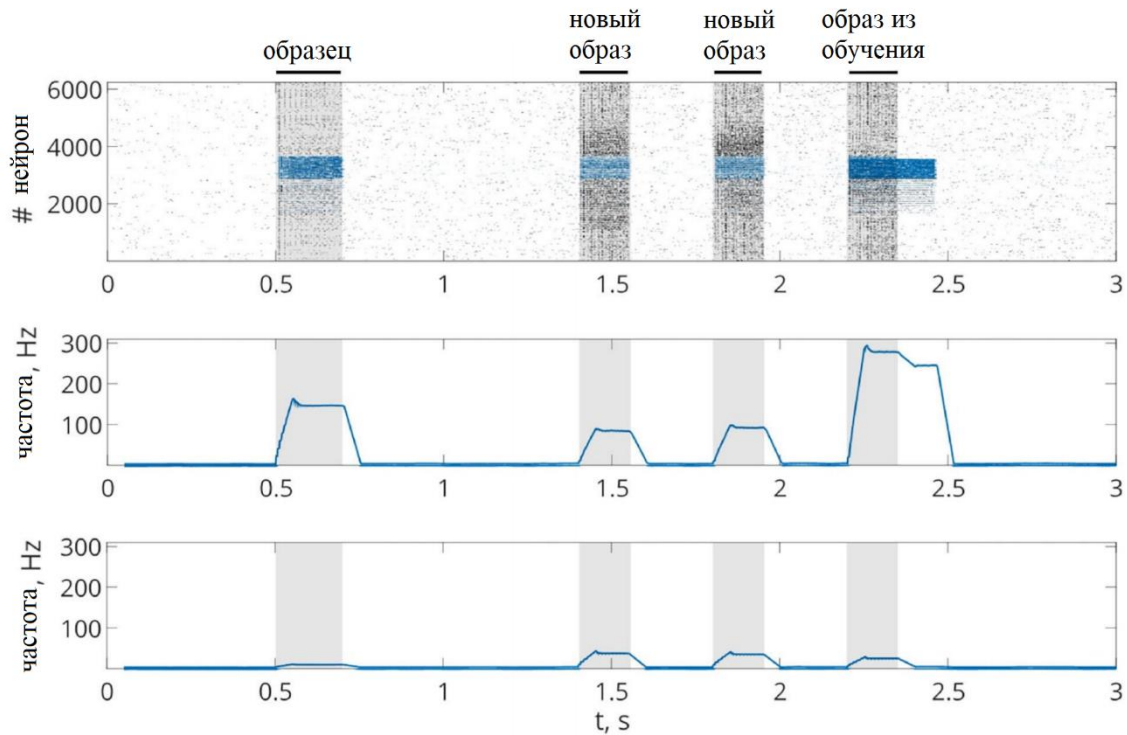 образец
новый
образ
новый
образ
образ из
обучения
# нейрон
6000
4000
2000
0 0.5 1 1.5 2 2.5 3
частота, Hz
300
200
100
0 0.5 1 1.5 2 2.5 3
частота, Hz
300
200
100
0 0.5 1 1.5 2 2.5 3
t, s